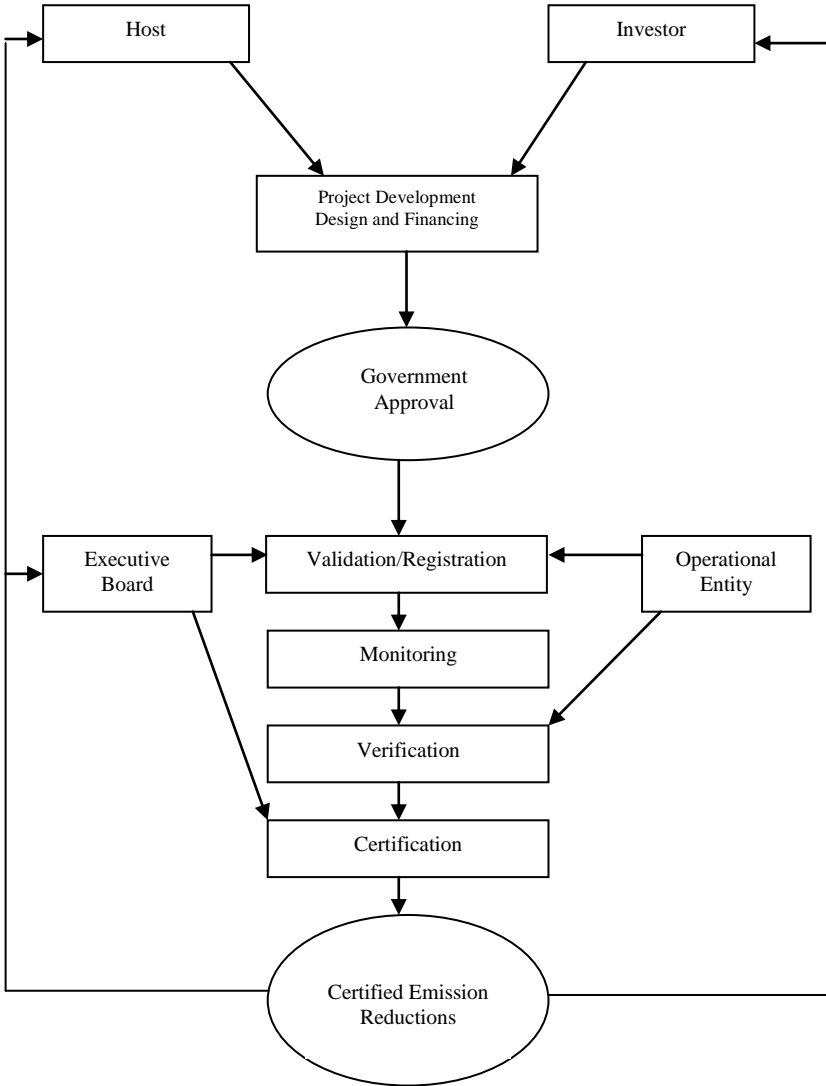 Host
Investor
Project Development
Design and Financing
Government
Approval
Executive
Board
Validation/Registration
Operational
Entity
Monitoring
Verification
Certification
Certified Emission
Reductions